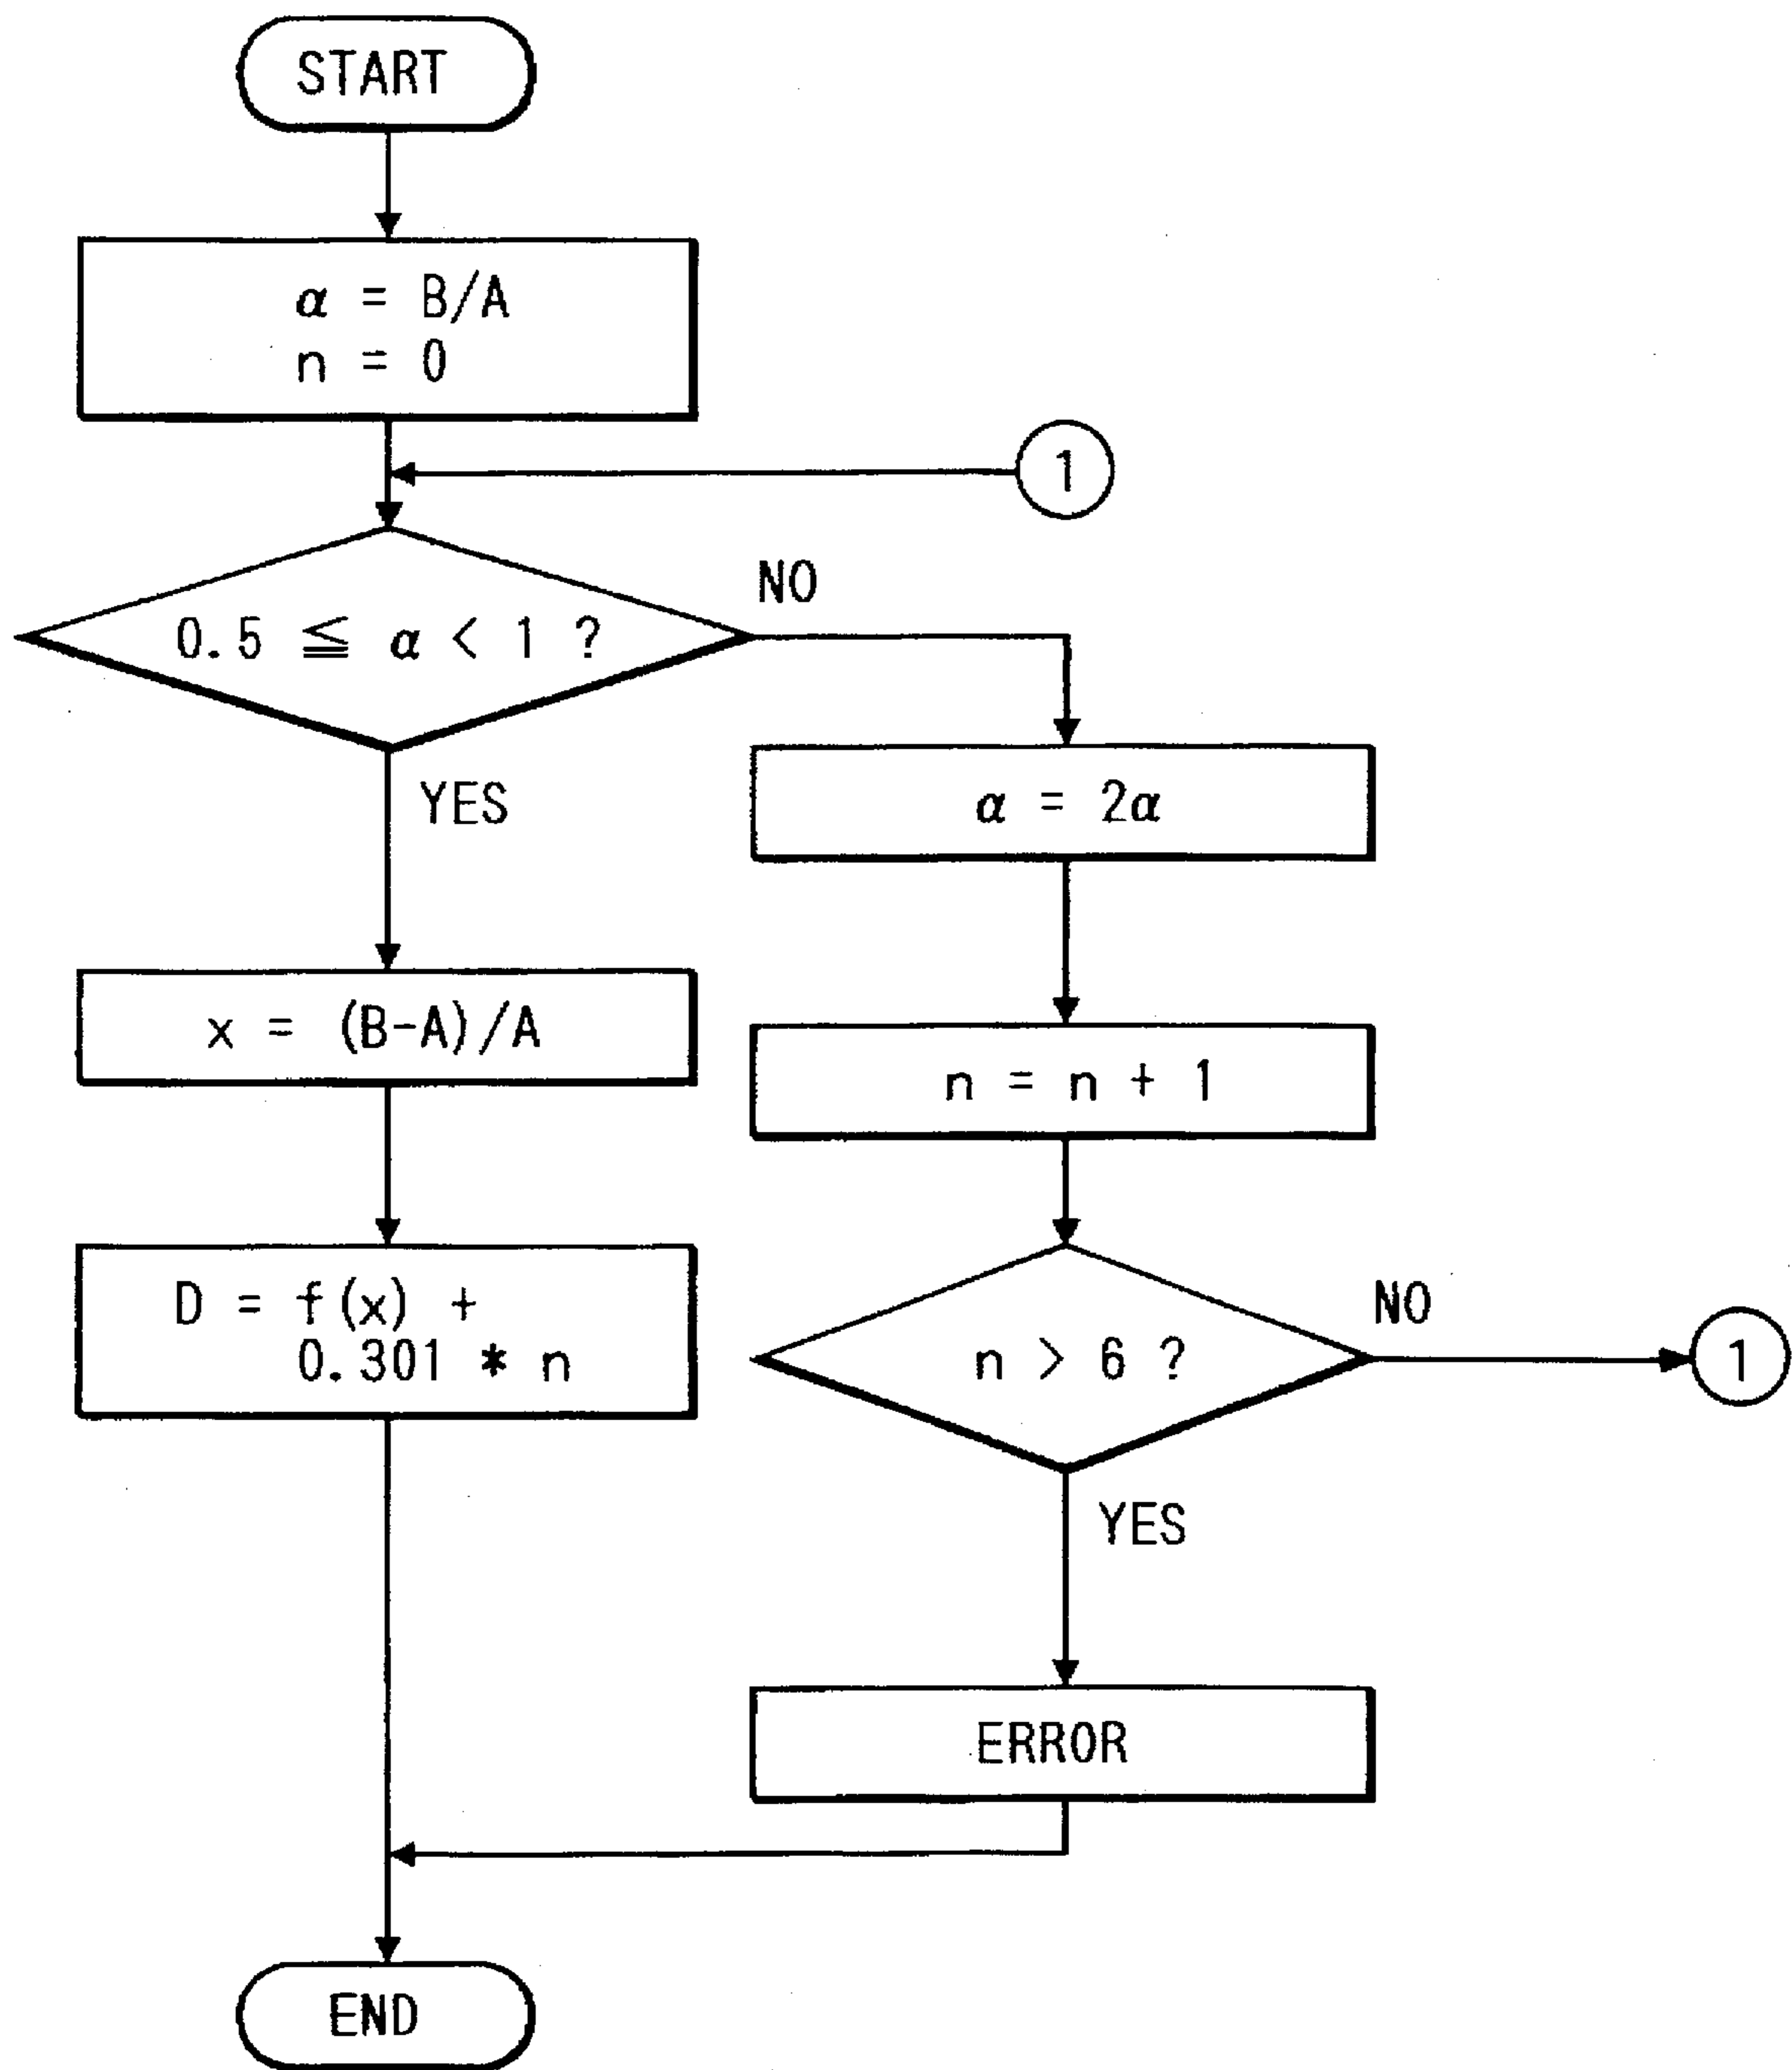 START
α = B/A
n = 0
1
0.5 ≦ α < 1 ?
NO
YES
α = 2α
x = (B-A)/A
n = n + 1
D = f(x) +
0.301 * n
n > 6 ?
NO
1
YES
ERROR
END